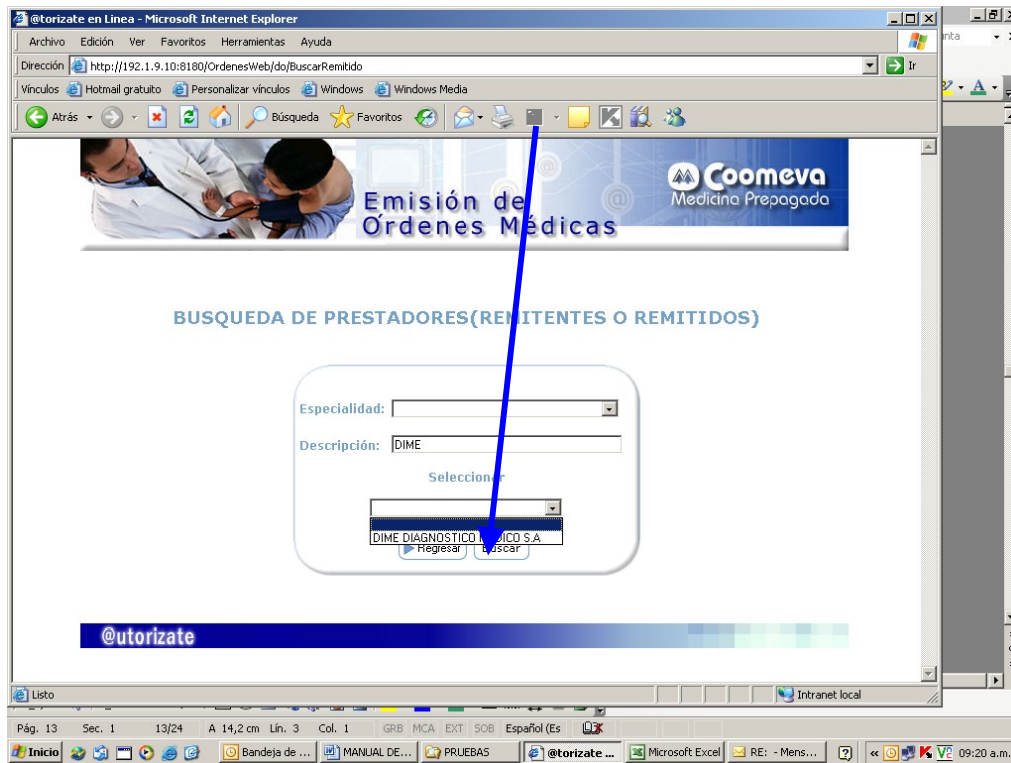 @torizate en Linea - Microsoft Internet Explorer
Archivo Edición Ver Favoritos Herramientas Ayuda
Dirección http://192.1.9.10:8180/OrdenesWeb/do/BuscarRemitido Ir
Vínculos Hotmail gratuito Personalizar vínculos Windows Windows Media
Atrás Búsqueda Favoritos
Emisión de
Órdenes Médicas
Coomeva
Medicina Prepagada
BUSQUEDA DE PRESTADORES(REMITENTES O REMITIDOS)
Especialidad:
Descripción: DIME
Seleccionar
DIME DIAGNOSTICO MEDICO S.A
Regresar Buscar
@utorizate
Listo Intranet local
Pág. 13 Sec. 1 13/24 A 14,2 cm Lín. 3 Col. 1 GRB MCA EXT SOB Español (Es
Inicio Bandeja de ... MANUAL DE... PRUEBAS @torizate ... Microsoft Excel RE: - Mens... 09:20 a.m.